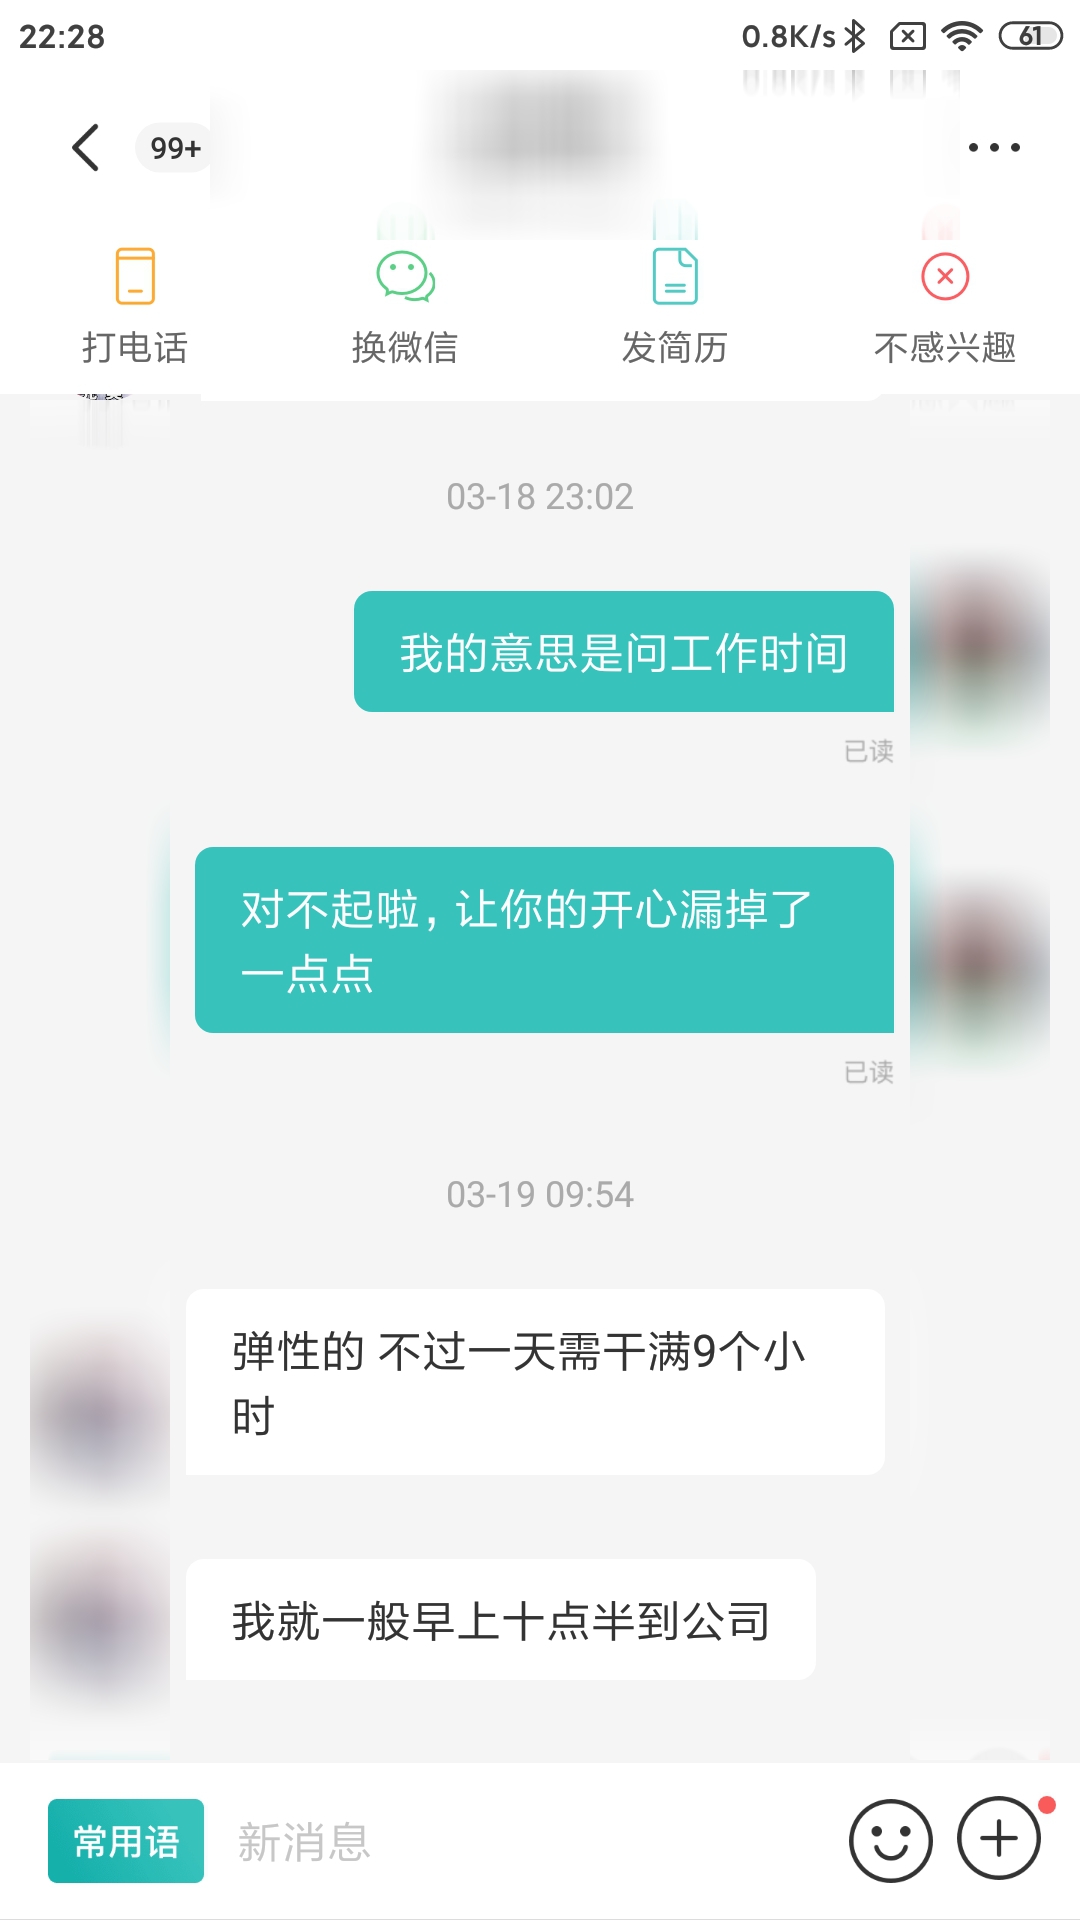 22:28
0.8K/s
61
99+
打电话
换微信
发简历
不感兴趣
03-18 23:02
我的意思是问工作时间
已读
对不起啦，让你的开心漏掉了
一点点
已读
03-19 09:54
弹性的 不过一天需干满9个小
时
我就一般早上十点半到公司
常用语
新消息